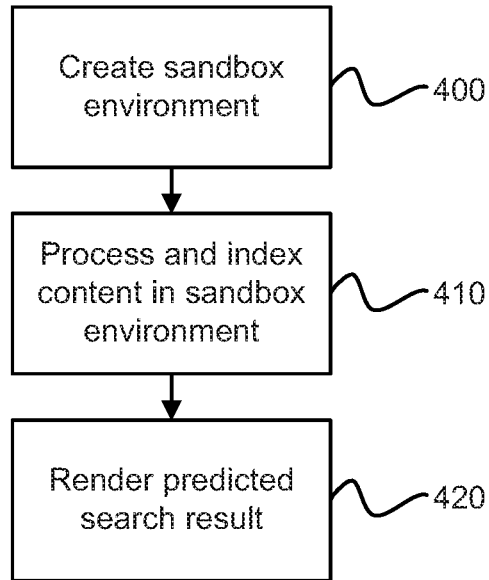 Create sandbox
environment
400
Process and index
content in sandbox
environment
410
Render predicted
search result
420